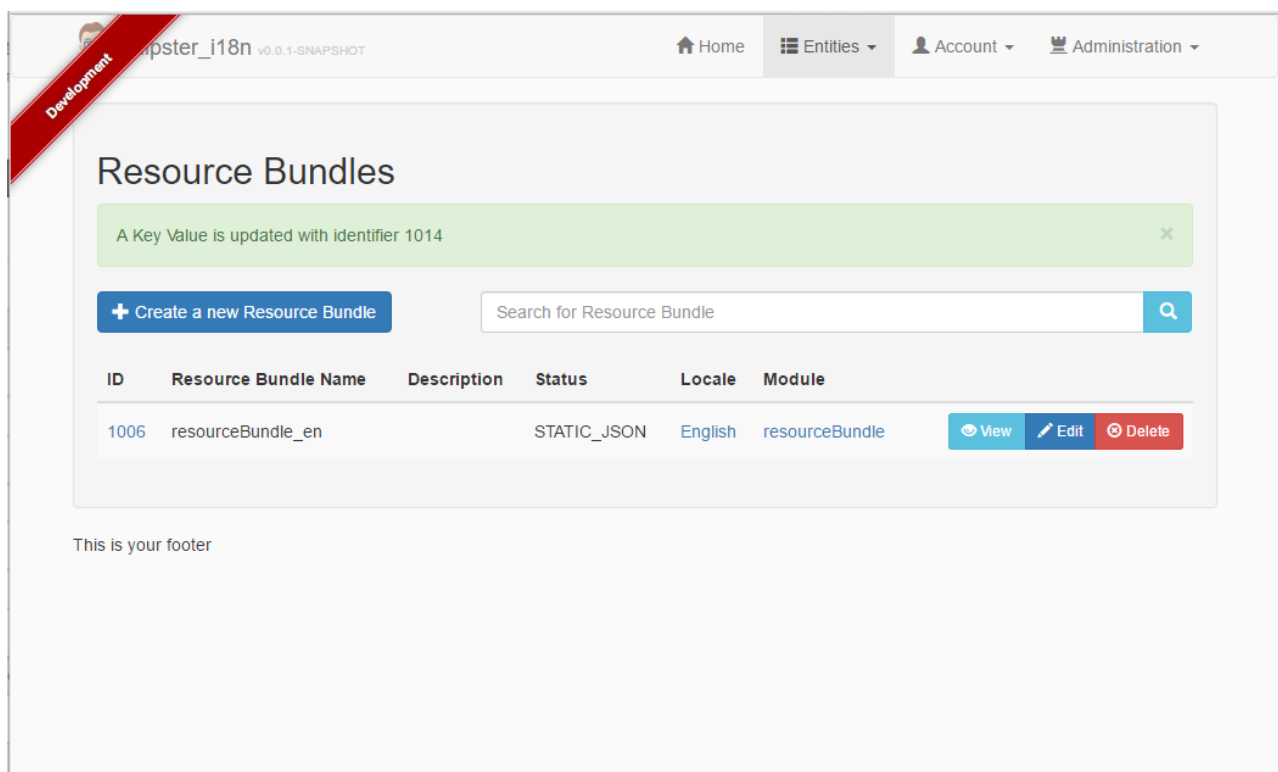 Development
ipster_i18n v0.0.1-SNAPSHOT Home Entities Account Administration
Resource Bundles
A Key Value is updated with identifier 1014 ×
Create a new Resource Bundle Search for Resource Bundle
ID Resource Bundle Name Description Status Locale Module
1006 resourceBundle_en STATIC_JSON English resourceBundle View Edit Delete
This is your footer